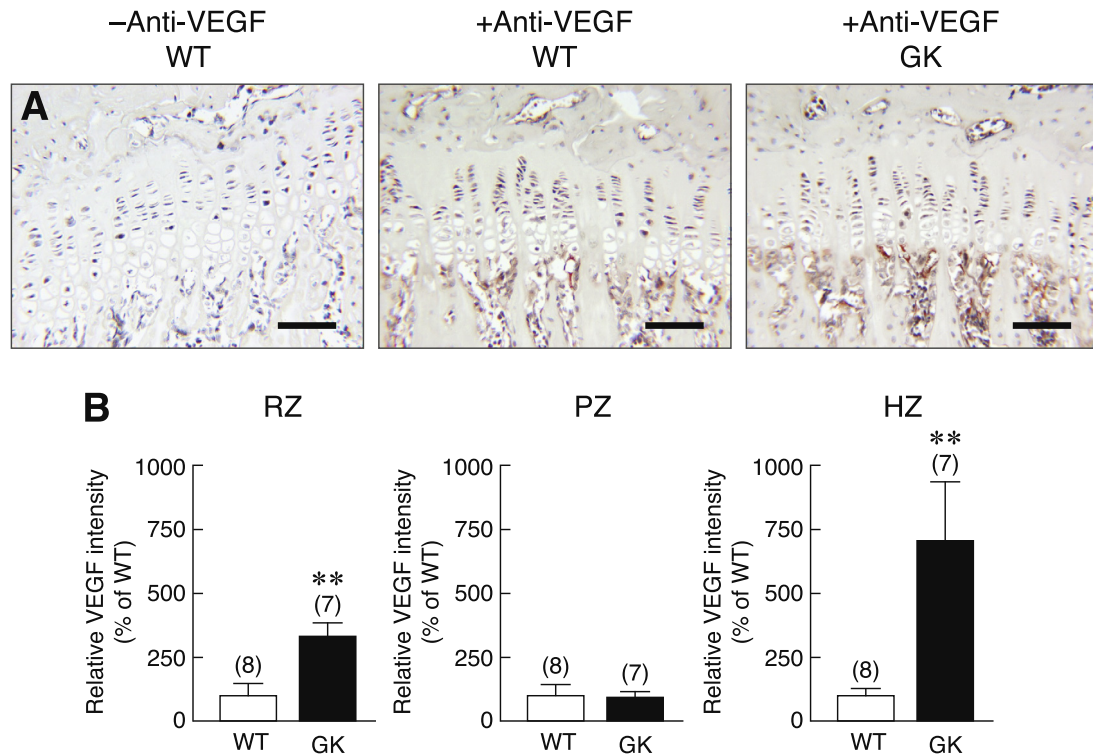 –Anti-VEGF
WT
+Anti-VEGF
WT
+Anti-VEGF
GK
A
B
RZ
Relative VEGF intensity
(% of WT)
1000
750
500
250
0
(8)
**
(7)
WT
GK
PZ
Relative VEGF intensity
(% of WT)
1000
750
500
250
0
(8)
(7)
WT
GK
HZ
Relative VEGF intensity
(% of WT)
1000
750
500
250
0
(8)
**
(7)
WT
GK